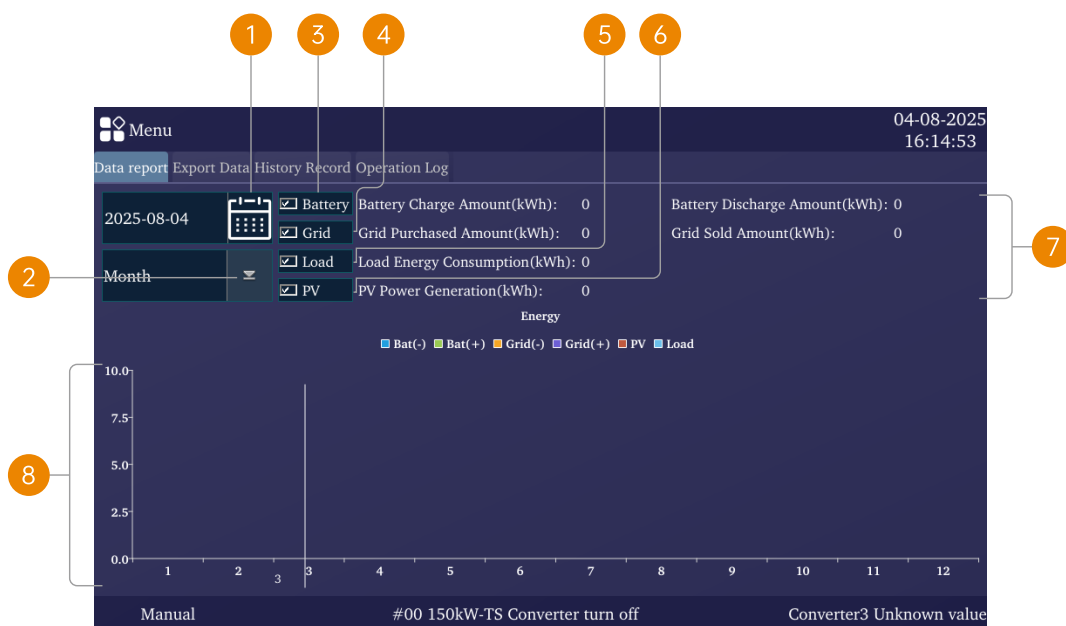 1 3 4 5 6
Menu
04-08-2025
16:14:53
Data report Export Data History Record Operation Log
2025-08-04
Battery Battery Charge Amount(kWh): 0 Battery Discharge Amount(kWh): 0
Grid Grid Purchased Amount(kWh): 0 Grid Sold Amount(kWh): 0
7
2
Month
Load Load Energy Consumption(kWh): 0
PV PV Power Generation(kWh): 0
Energy
Bat(-) Bat(+) Grid(-) Grid(+) PV Load
10.0
7.5
8
5.0
2.5
0.0
1 2 3 4 5 6 7 8 9 10 11 12
3
Manual #00 150kW-TS Converter turn off Converter3 Unknown value